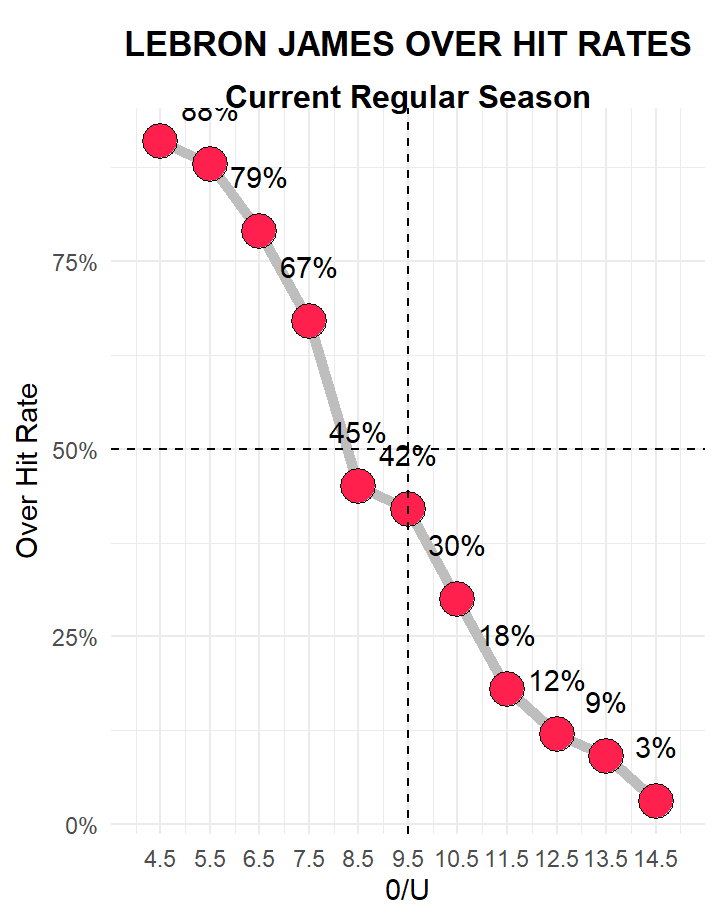 LEBRON JAMES OVER HIT RATES
Current Regular Season
88%
79%
67%
45%
42%
30%
18%
12%
9%
3%
75%
50%
25%
0%
Over Hit Rate
4.5 5.5 6.5 7.5 8.5 9.5 10.5 11.5 12.5 13.5 14.5
0/U